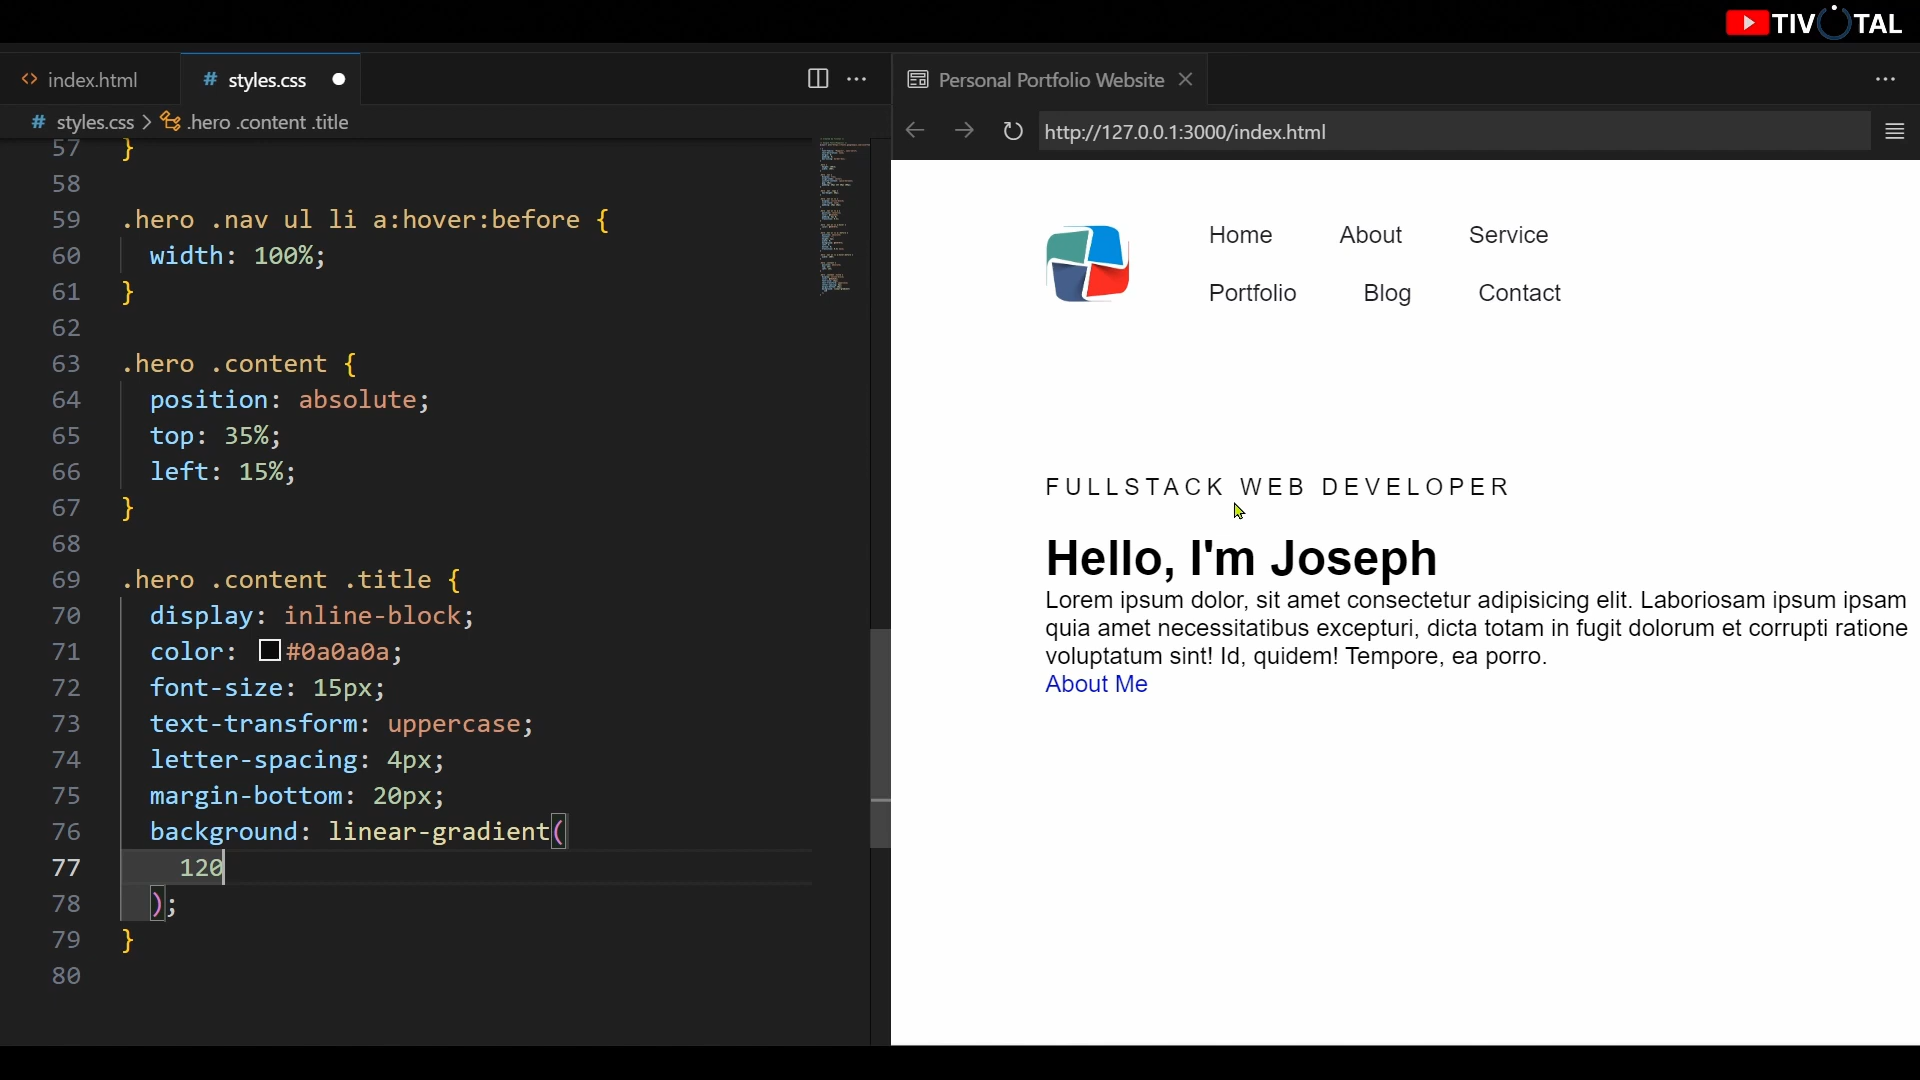 TIVOTAL
index.html
# styles.css
Personal Portfolio Website
# styles.css > .hero .content .title
http://127.0.0.1:3000/index.html
57 }
58
59 .hero .nav ul li a:hover:before {
60 width: 100%;
61 }
62
63 .hero .content {
64 position: absolute;
65 top: 35%;
66 left: 15%;
67 }
68
69 .hero .content .title {
70 display: inline-block;
71 color: #0a0a0a;
72 font-size: 15px;
73 text-transform: uppercase;
74 letter-spacing: 4px;
75 margin-bottom: 20px;
76 background: linear-gradient(
77 120
78 );
79 }
80
Home About Service
Portfolio Blog Contact
FULLSTACK WEB DEVELOPER
Hello, I'm Joseph
Lorem ipsum dolor, sit amet consectetur adipisicing elit. Laboriosam ipsum ipsam
quia amet necessitatibus excepturi, dicta totam in fugit dolorum et corrupti ratione
voluptatum sint! Id, quidem! Tempore, ea porro.
About Me